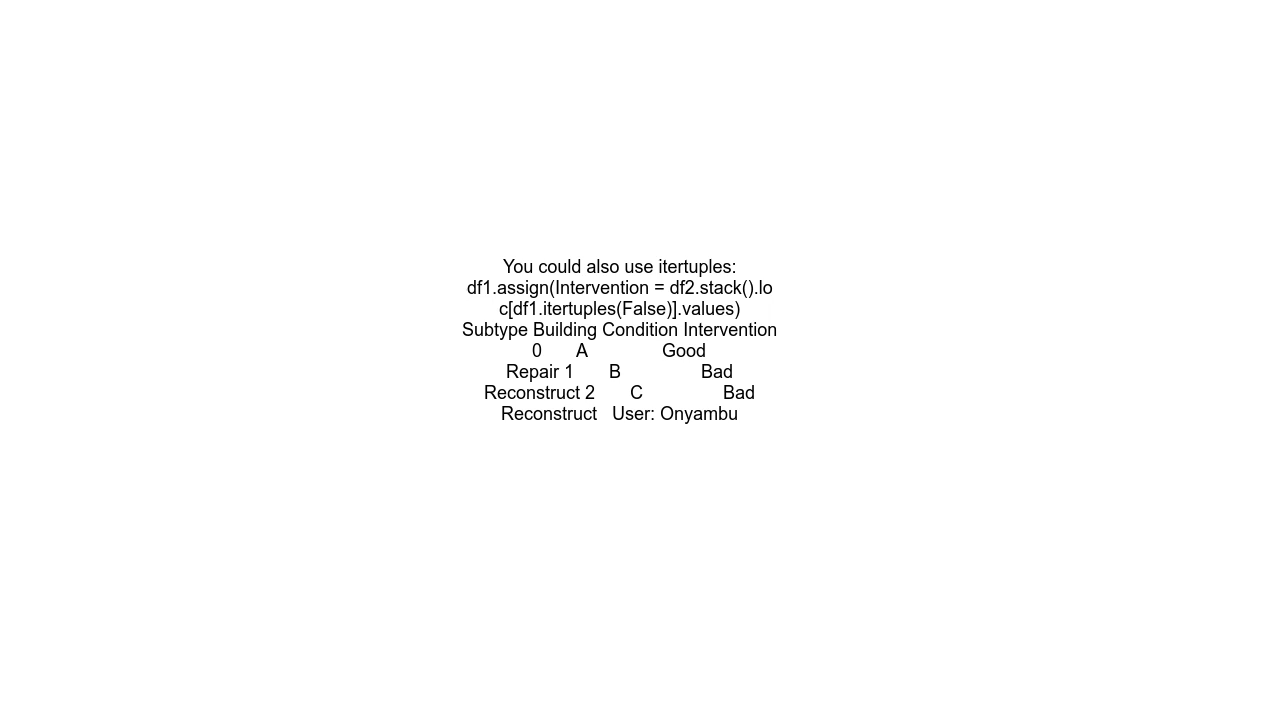 You could also use itertuples:
df1.assign(Intervention = df2.stack().lo
c[df1.itertuples(False)].values)
Subtype Building Condition Intervention
0       A               Good
Repair 1       B                Bad
Reconstruct 2       C                Bad
Reconstruct   User: Onyambu